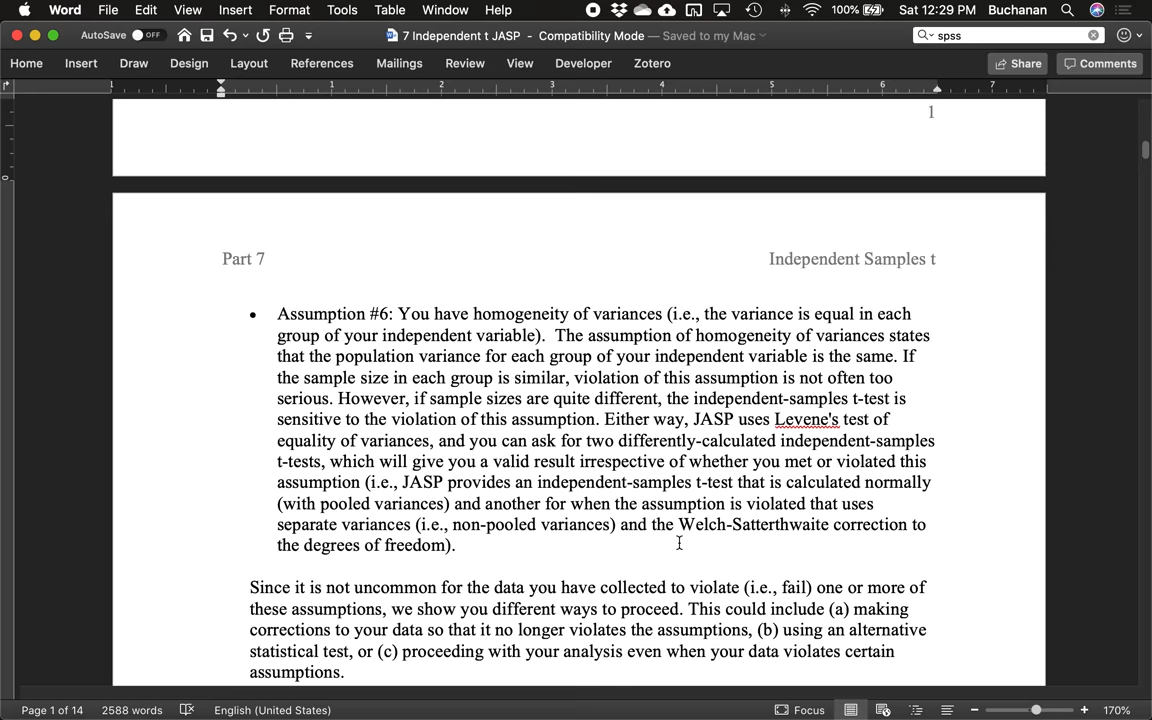 Word File Edit View Insert Format Tools Table Window Help 100% Sat 12:29 PM Buchanan
AutoSave OFF 7 Independent t JASP - Compatibility Mode — Saved to my Mac spss
Home Insert Draw Design Layout References Mailings Review View Developer Zotero Share Comments
1 1 2 3 4 5 6 7
1
Part 7 Independent Samples t
• Assumption #6: You have homogeneity of variances (i.e., the variance is equal in each
group of your independent variable). The assumption of homogeneity of variances states
that the population variance for each group of your independent variable is the same. If
the sample size in each group is similar, violation of this assumption is not often too
serious. However, if sample sizes are quite different, the independent-samples t-test is
sensitive to the violation of this assumption. Either way, JASP uses Levene's test of
equality of variances, and you can ask for two differently-calculated independent-samples
t-tests, which will give you a valid result irrespective of whether you met or violated this
assumption (i.e., JASP provides an independent-samples t-test that is calculated normally
(with pooled variances) and another for when the assumption is violated that uses
separate variances (i.e., non-pooled variances) and the Welch-Satterthwaite correction to
the degrees of freedom).
Since it is not uncommon for the data you have collected to violate (i.e., fail) one or more of
these assumptions, we show you different ways to proceed. This could include (a) making
corrections to your data so that it no longer violates the assumptions, (b) using an alternative
statistical test, or (c) proceeding with your analysis even when your data violates certain
assumptions.
Page 1 of 14 2588 words English (United States) Focus 170%